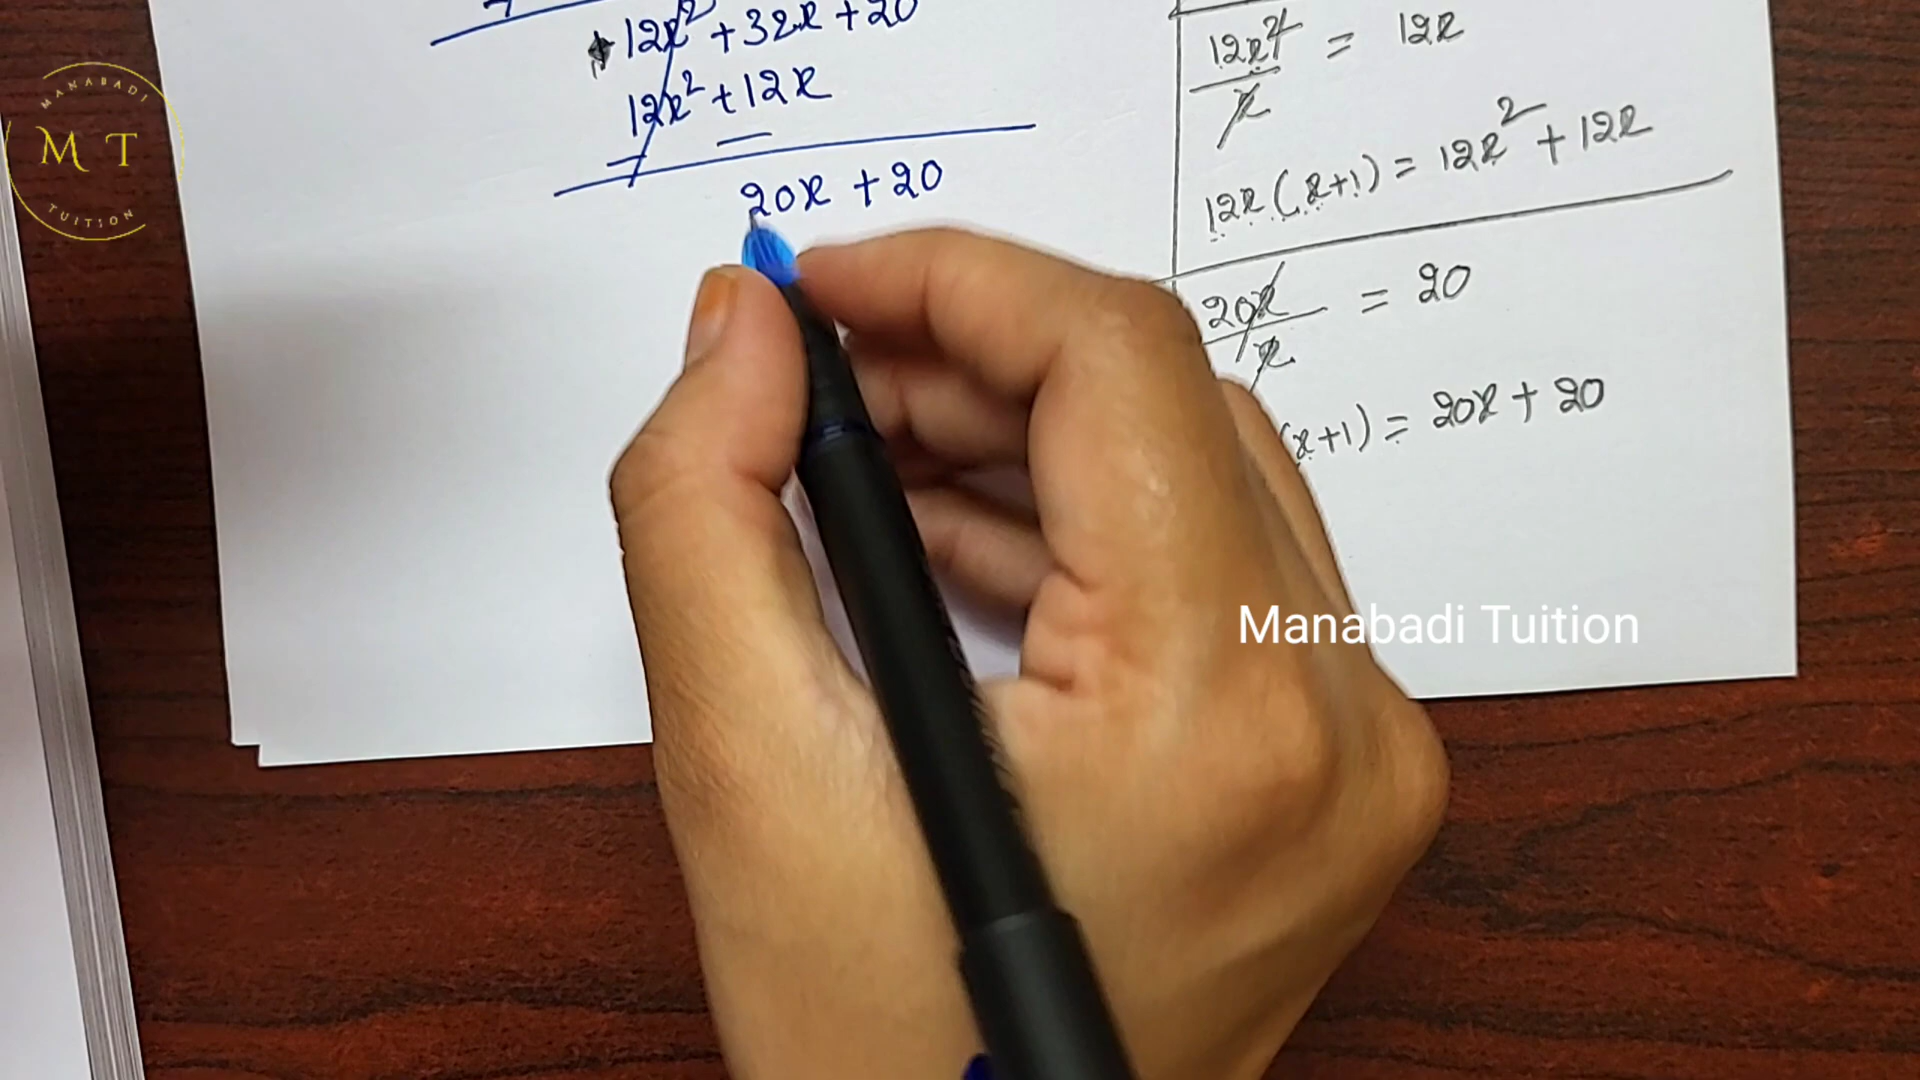 12x² + 32x + 20
12x² + 12x
20x + 20
12x² / x = 12x
12x (x+1) = 12x² + 12x
20x / x = 20
(x+1) = 20x + 20
MANABADI
M T
TUITION
Manabadi Tuition